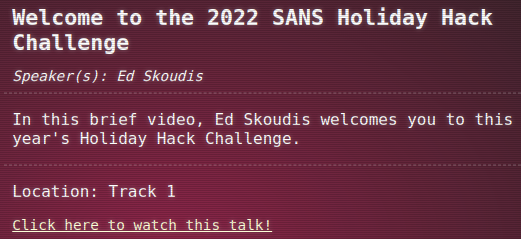 Welcome to the 2022 SANS Holiday Hack
Challenge
Speaker(s): Ed Skoudis
In this brief video, Ed Skoudis welcomes you to this
year's Holiday Hack Challenge.
Location: Track 1
Click here to watch this talk!